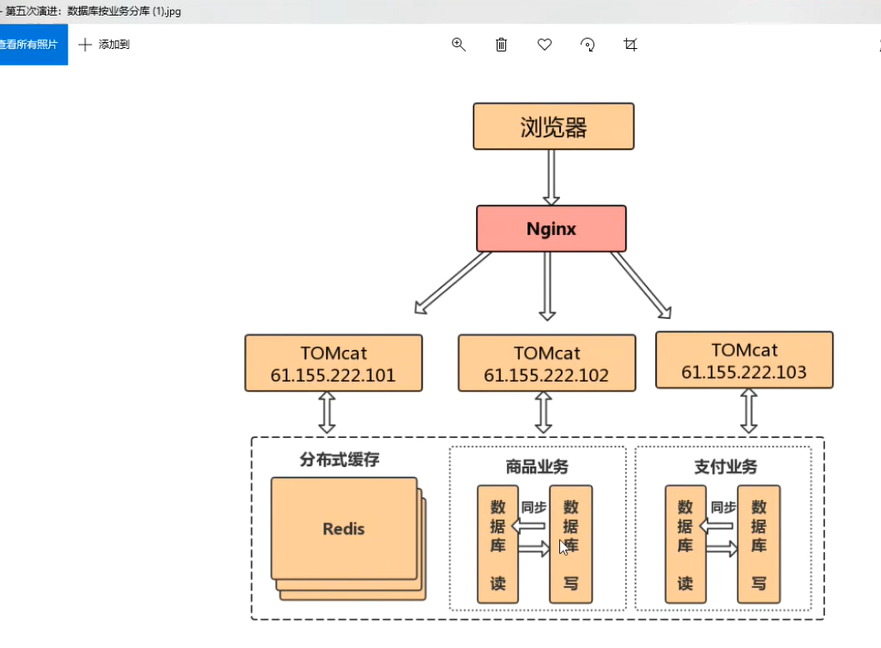 - 第五次演进：数据库按业务分库 (1).jpg
查看所有照片
添加到
浏览器
Nginx
TOMcat
61.155.222.101
TOMcat
61.155.222.102
TOMcat
61.155.222.103
分布式缓存
Redis
商品业务
数据库 读
同步
数据库 写
支付业务
数据库 读
同步
数据库 写